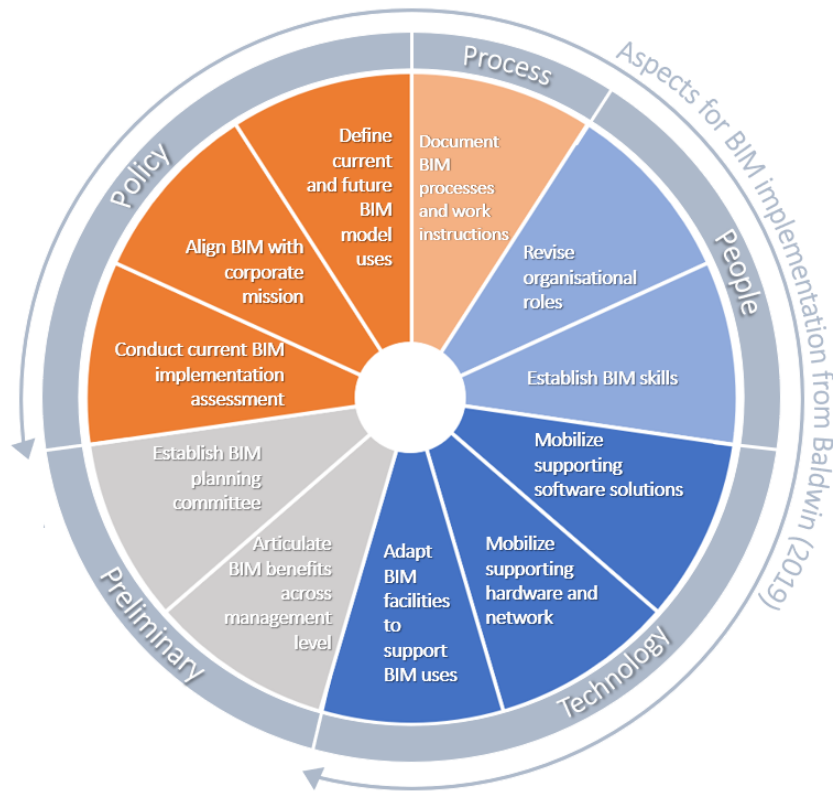 Aspects for BIM implementation from Baldwin (2019)
Process
Document
BIM
processes
and work
instructions
People
Revise
organisational
roles
Establish BIM skills
Technology
Mobilize
supporting
software solutions
Mobilize
supporting
hardware and
network
Adapt
BIM
facilities
to
support
BIM uses
Preliminary
Articulate
BIM benefits
across
management
level
Establish BIM
planning
committee
Policy
Conduct current BIM
implementation
assessment
Align BIM with
corporate
mission
Define
current
and future
BIM
model
uses